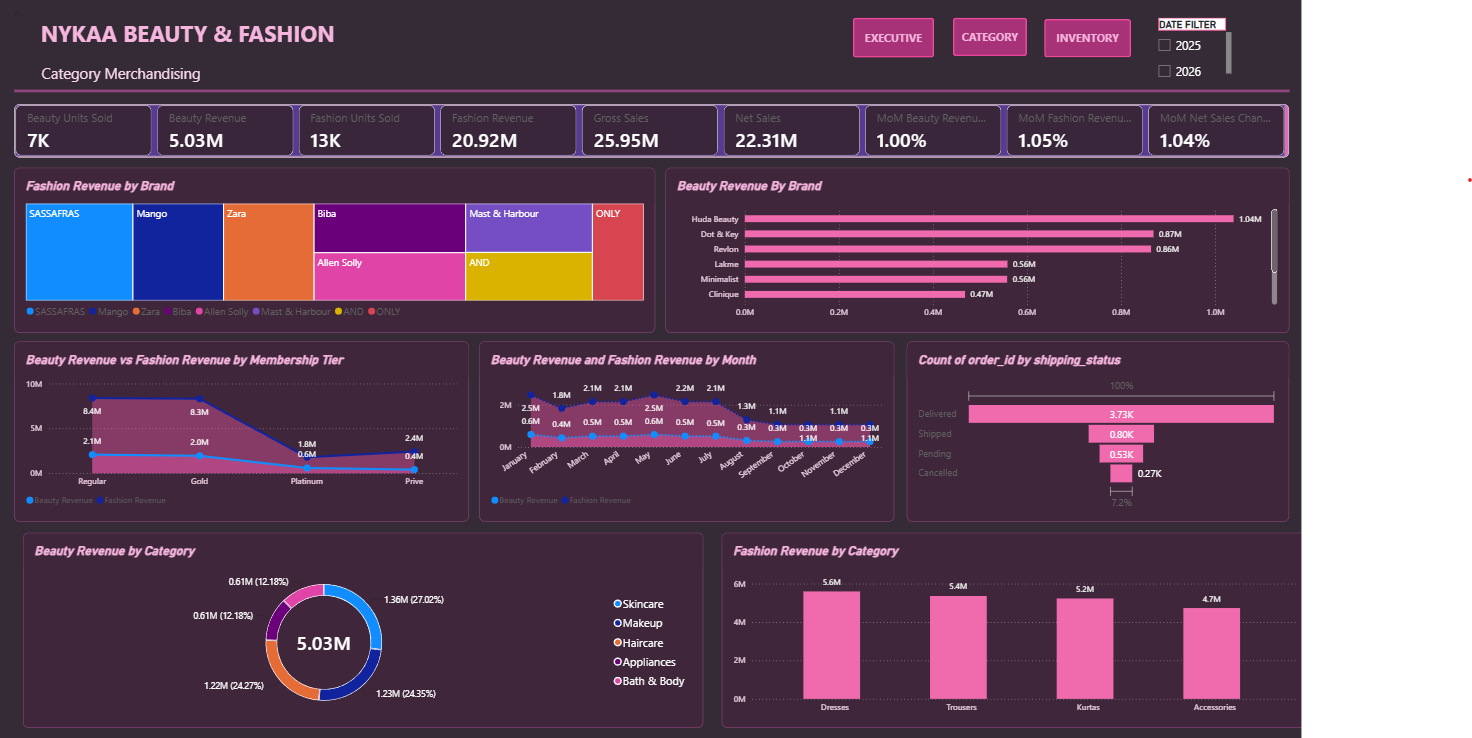 NYKAA BEAUTY & FASHION
Category Merchandising
EXECUTIVE
CATEGORY
INVENTORY
DATE FILTER
2025
2026
Beauty Units Sold
7K
Beauty Revenue
5.03M
Fashion Units Sold
13K
Fashion Revenue
20.92M
Gross Sales
25.95M
Net Sales
22.31M
MoM Beauty Revenu...
1.00%
MoM Fashion Revenu...
1.05%
MoM Net Sales Chan...
1.04%
Fashion Revenue by Brand
SASSAFRAS
Mango
Zara
Biba
Mast & Harbour
ONLY
Allen Solly
AND
SASSAFRAS Mango Zara Biba Allen Solly Mast & Harbour AND ONLY
Beauty Revenue By Brand
Huda Beauty 1.04M
Dot & Key 0.87M
Revlon 0.86M
Lakme 0.56M
Minimalist 0.56M
Clinique 0.47M
0.0M 0.2M 0.4M 0.6M 0.8M 1.0M
Beauty Revenue vs Fashion Revenue by Membership Tier
10M
5M
0M
8.4M 8.3M 1.8M 2.4M
2.1M 2.0M 0.6M 0.4M
Regular Gold Platinum Prive
Beauty Revenue Fashion Revenue
Beauty Revenue and Fashion Revenue by Month
2M
0M
2.5M 1.8M 2.1M 2.1M 2.5M 2.2M 2.1M 1.3M 1.1M 1.1M 1.1M 1.1M
0.6M 0.4M 0.5M 0.5M 0.6M 0.5M 0.5M 0.3M 0.3M 0.3M 0.3M 0.3M
January February March April May June July August September October November December
Beauty Revenue Fashion Revenue
Count of order_id by shipping_status
100%
Delivered 3.73K
Shipped 0.80K
Pending 0.53K
Cancelled 0.27K
7.2%
Beauty Revenue by Category
0.61M (12.18%)
1.36M (27.02%)
0.61M (12.18%)
5.03M
1.22M (24.27%)
1.23M (24.35%)
Skincare
Makeup
Haircare
Appliances
Bath & Body
Fashion Revenue by Category
6M
4M
2M
0M
5.6M 5.4M 5.2M 4.7M
Dresses Trousers Kurtas Accessories